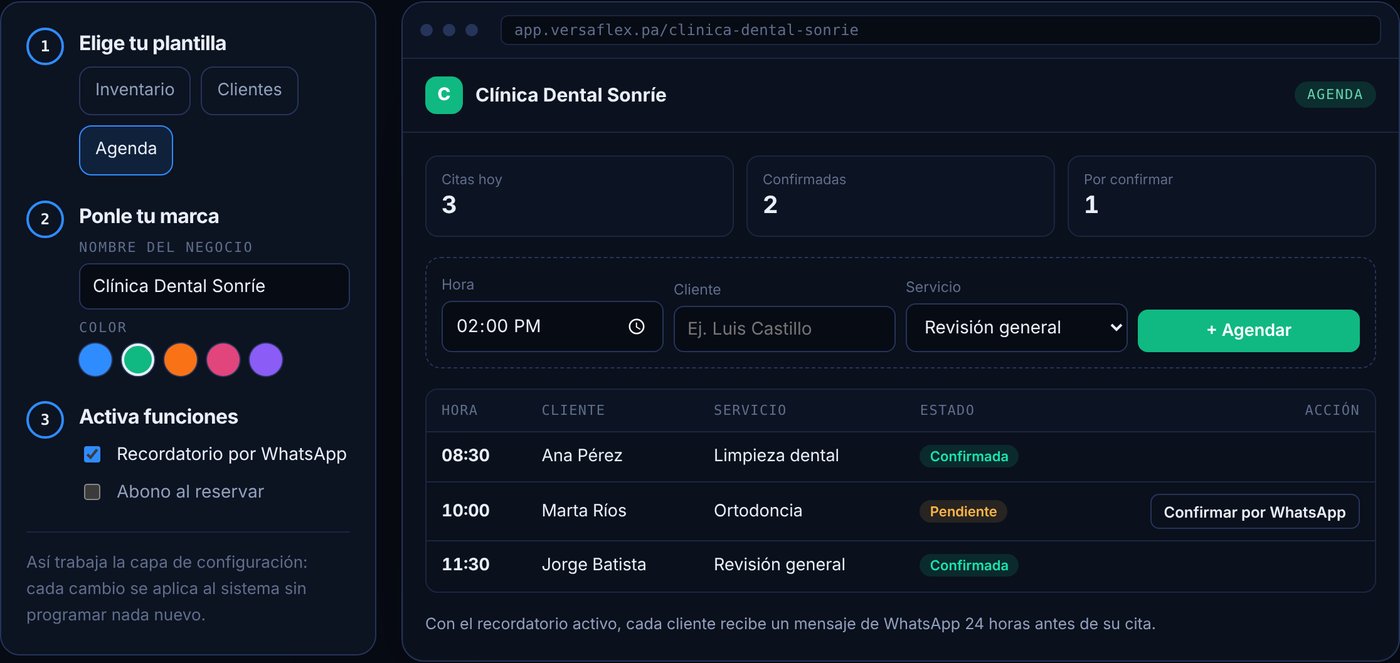 1
Elige tu plantilla
Inventario
Clientes
Agenda
2
Ponle tu marca
NOMBRE DEL NEGOCIO
Clínica Dental Sonríe
COLOR
3
Activa funciones
Recordatorio por WhatsApp
Abono al reservar
Así trabaja la capa de configuración:
cada cambio se aplica al sistema sin
programar nada nuevo.
app.versaflex.pa/clinica-dental-sonrie
C Clínica Dental Sonríe AGENDA
Citas hoy
3
Confirmadas
2
Por confirmar
1
Hora
02:00 PM
Cliente
Ej. Luis Castillo
Servicio
Revisión general
+ Agendar
HORA CLIENTE SERVICIO ESTADO ACCIÓN
08:30 Ana Pérez Limpieza dental Confirmada
10:00 Marta Ríos Ortodoncia Pendiente Confirmar por WhatsApp
11:30 Jorge Batista Revisión general Confirmada
Con el recordatorio activo, cada cliente recibe un mensaje de WhatsApp 24 horas antes de su cita.